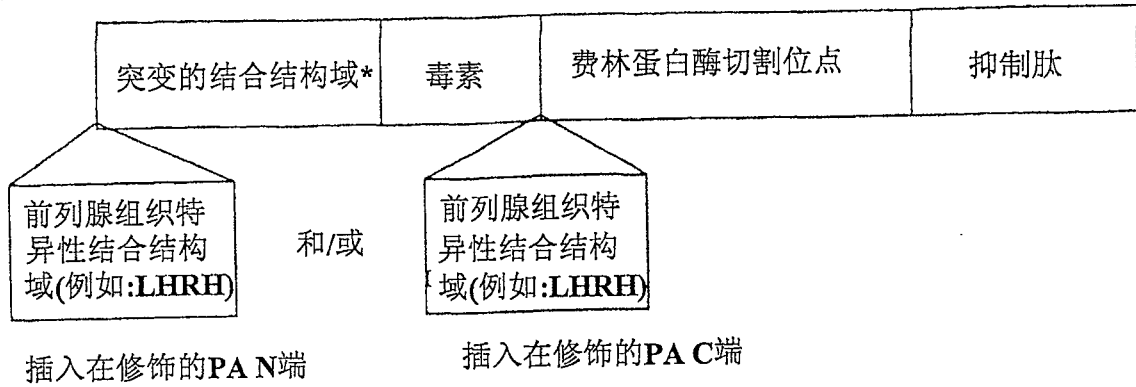 突变的结合结构域*
毒素
费林蛋白酶切割位点
抑制肽
前列腺组织特
异性结合结构
域(例如:LHRH)
和/或
前列腺组织特
异性结合结构
域(例如:LHRH)
插入在修饰的PA N端
插入在修饰的PA C端